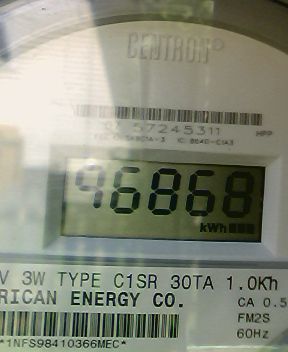 CENTRON®
57245311
HPP
96868
kWh
V 3W TYPE C1SR 30TA 1.0Kh
RICAN ENERGY CO.
CA 0.5
FM2S
60Hz
*1NFS98410366MEC*